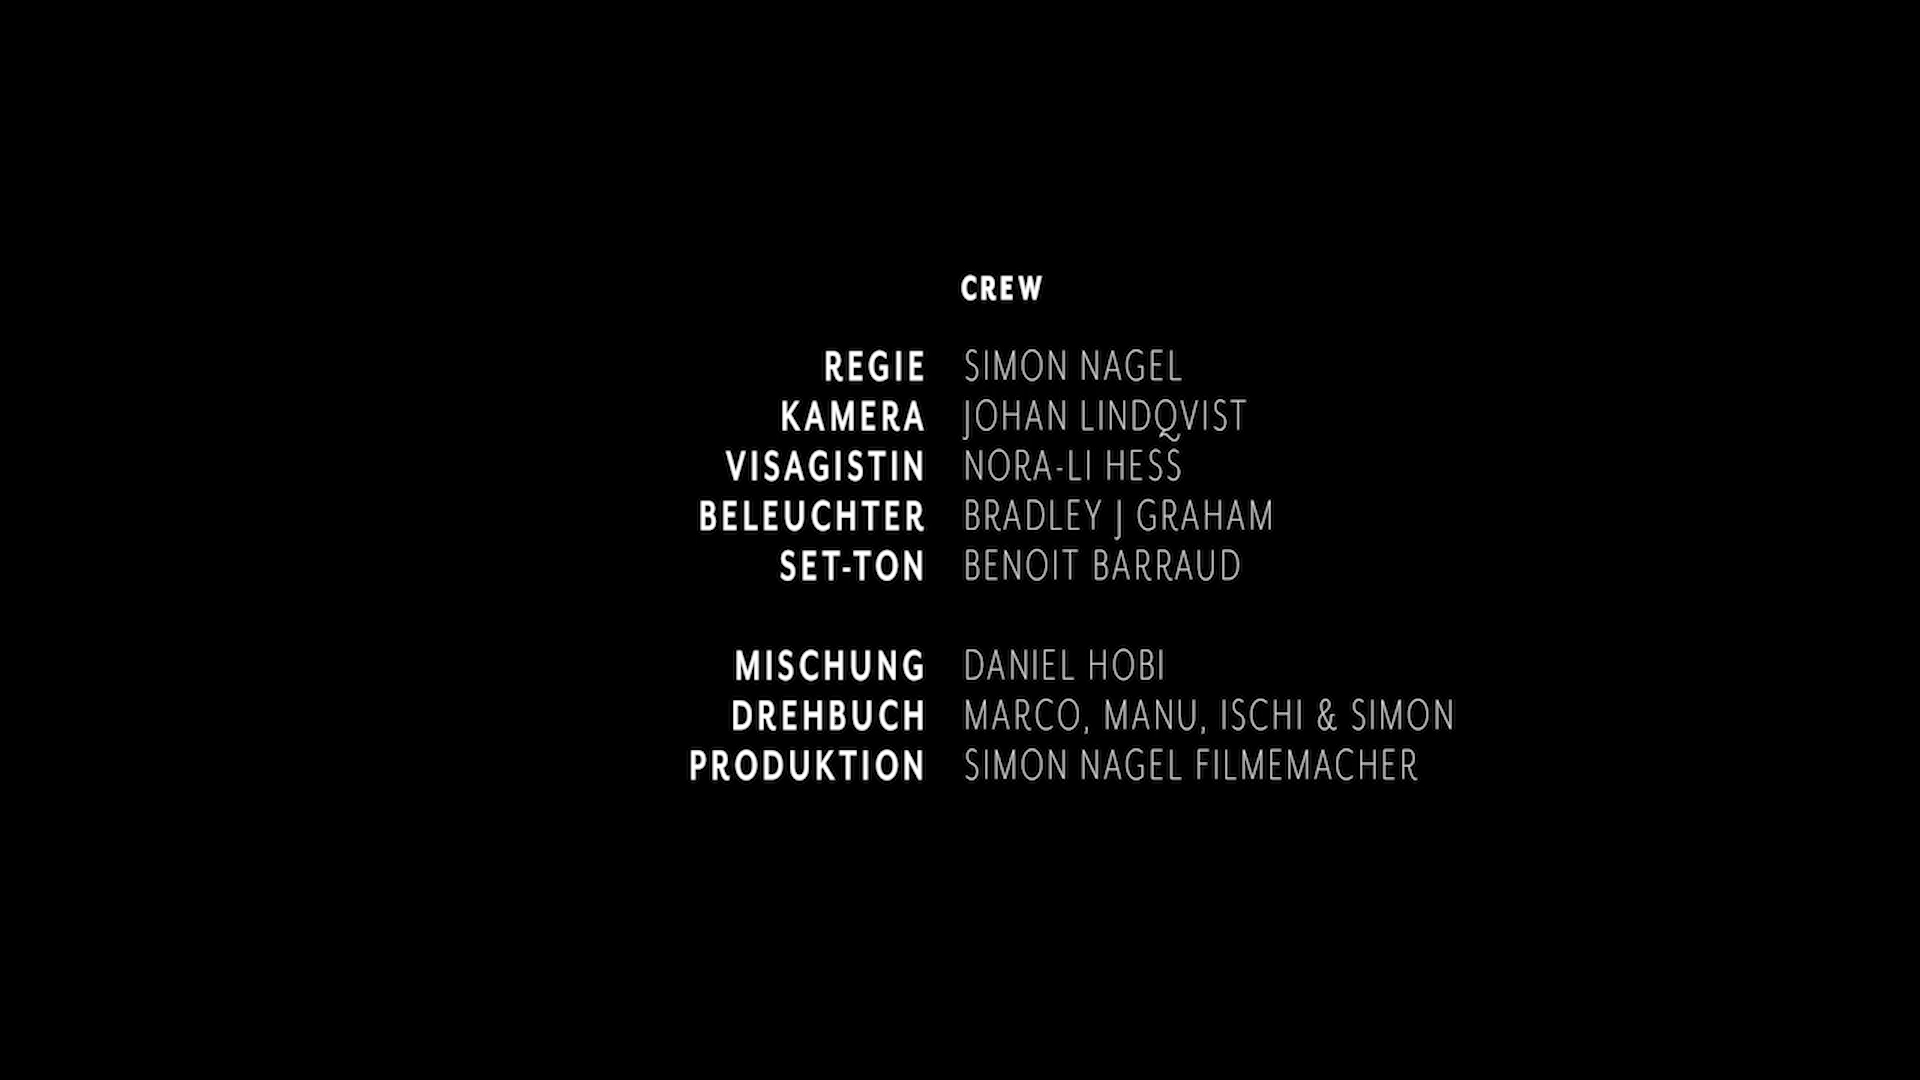 CREW
REGIE SIMON NAGEL
KAMERA JOHAN LINDQVIST
VISAGISTIN NORA-LI HESS
BELEUCHTER BRADLEY J GRAHAM
SET-TON BENOIT BARRAUD
MISCHUNG DANIEL HOBI
DREHBUCH MARCO, MANU, ISCHI & SIMON
PRODUKTION SIMON NAGEL FILMEMACHER